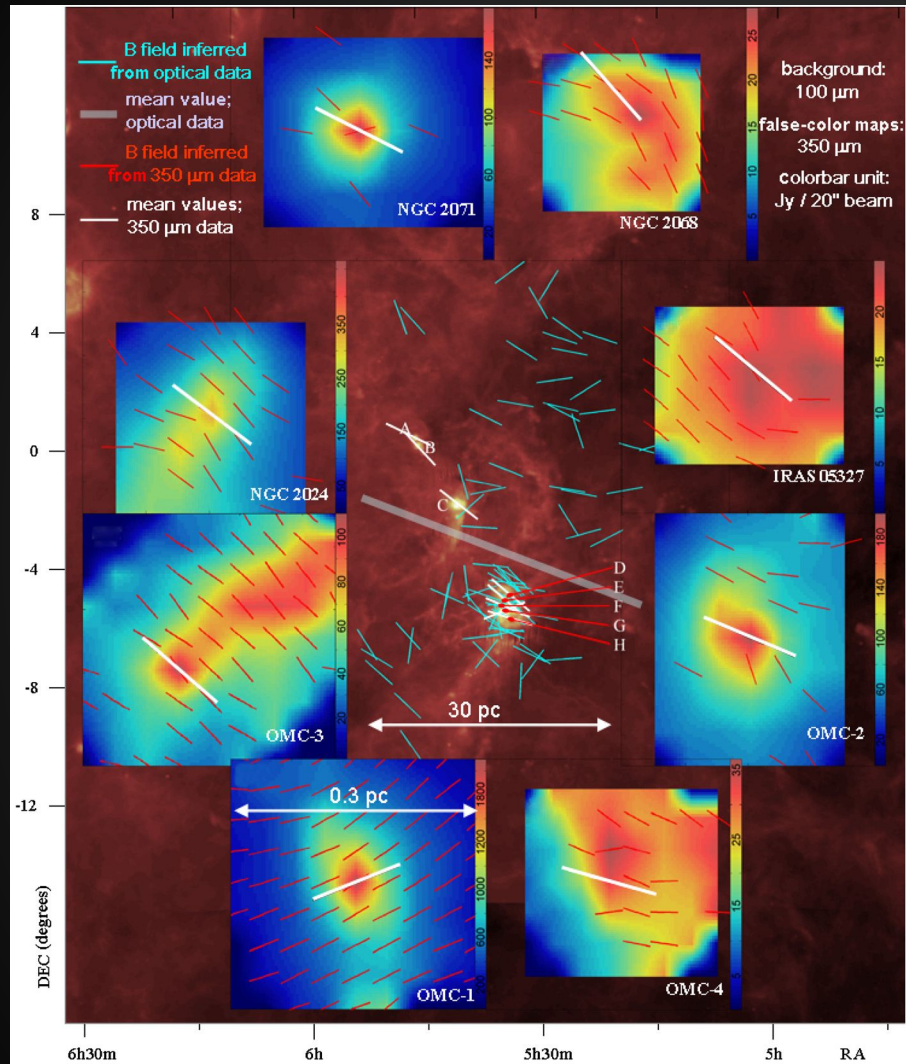 B field inferred
from optical data
mean value;
optical data
B field inferred
from 350 µm data
mean values;
350 µm data
background:
100 µm
false-color maps:
350 µm
colorbar unit:
Jy / 20" beam
NGC 2071
140
100
60
20
NGC 2068
25
20
15
10
5
NGC 2024
350
250
150
IRAS 05327
20
15
10
5
OMC-3
100
80
60
40
20
OMC-2
180
140
100
60
20
A
B
C
D
E
F
G
H
30 pc
0.3 pc
OMC-1
1800
1200
1000
600
OMC-4
35
25
15
5
8
4
0
-4
-8
-12
DEC (degrees)
6h30m
6h
5h30m
5h
RA